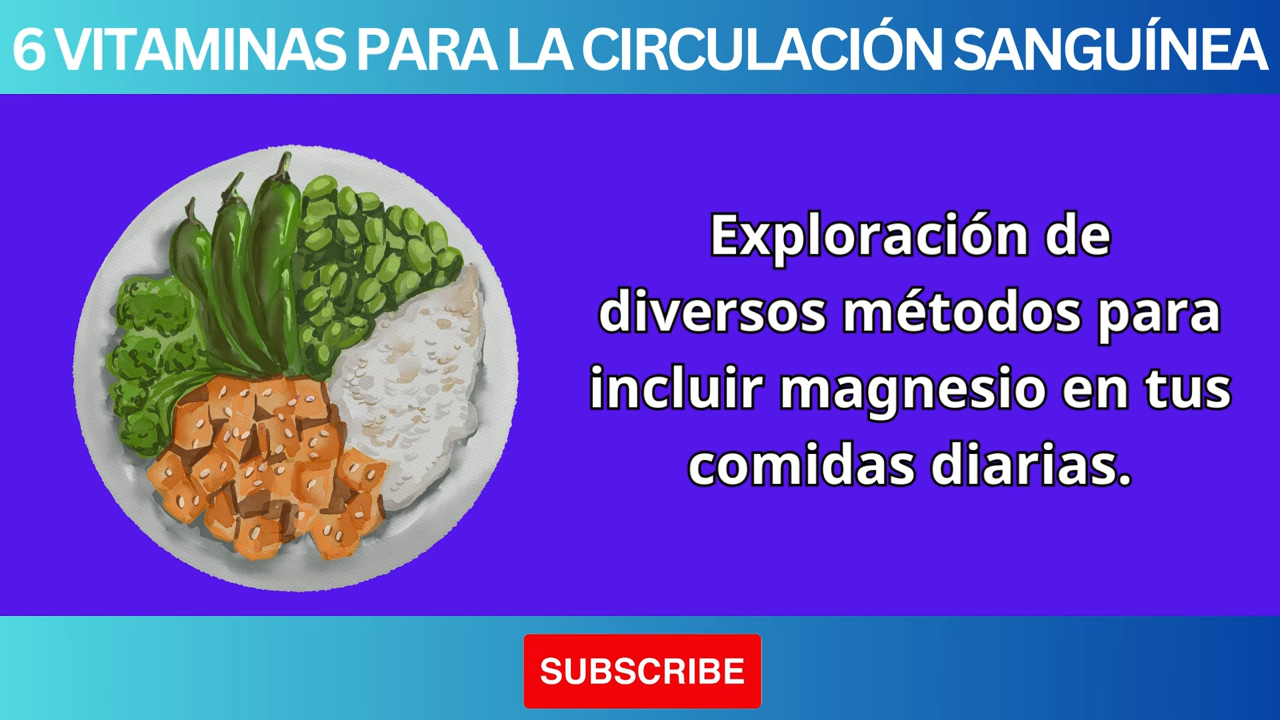 6 VITAMINAS PARA LA CIRCULACIÓN SANGUÍNEA
Exploración de
diversos métodos para
incluir magnesio en tus
comidas diarias.
SUBSCRIBE